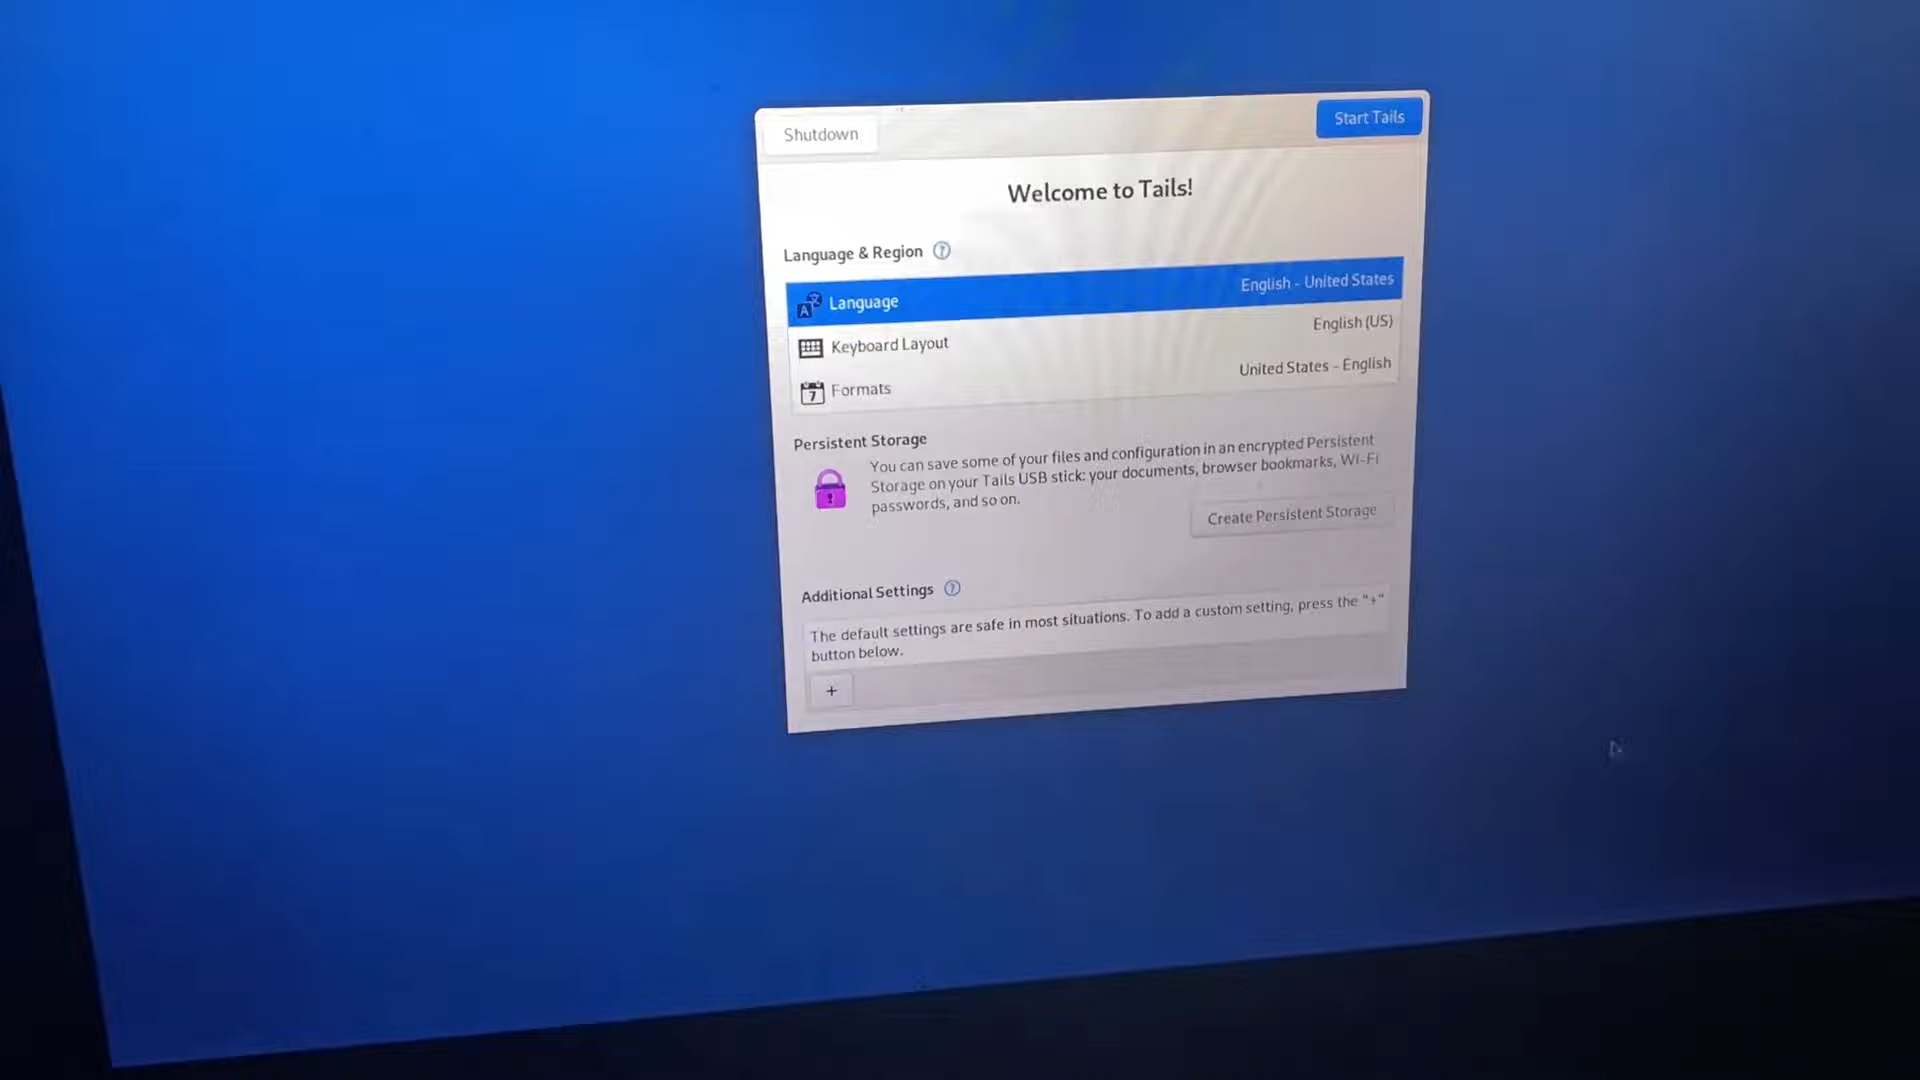 Shutdown
Start Tails
Welcome to Tails!
Language & Region ?
Language English - United States
Keyboard Layout English (US)
7 Formats United States - English
Persistent Storage
You can save some of your files and configuration in an encrypted Persistent
Storage on your Tails USB stick: your documents, browser bookmarks, Wi-Fi
passwords, and so on.
Create Persistent Storage
Additional Settings ?
The default settings are safe in most situations. To add a custom setting, press the "+"
button below.
+